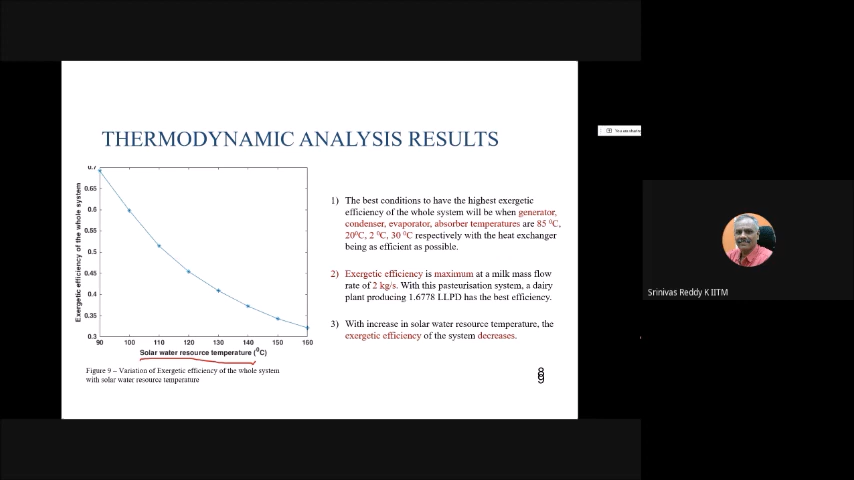 THERMODYNAMIC ANALYSIS RESULTS
Exergetic efficiency of the whole system
0.7
0.65
0.6
0.55
0.5
0.45
0.4
0.35
0.3
90 100 110 120 130 140 150 160
Solar water resource temperature (⁰C)
Figure 9 – Variation of Exergetic efficiency of the whole system
with solar water resource temperature
1) The best conditions to have the highest exergetic
efficiency of the whole system will be when generator,
condenser, evaporator, absorber temperatures are 85 ⁰C,
20⁰C, 2 ⁰C, 30 ⁰C respectively with the heat exchanger
being as efficient as possible.
2) Exergetic efficiency is maximum at a milk mass flow
rate of 2 kg/s. With this pasteurisation system, a dairy
plant producing 1.6778 LLPD has the best efficiency.
3) With increase in solar water resource temperature, the
exergetic efficiency of the system decreases.
Srinivas Reddy K IITM